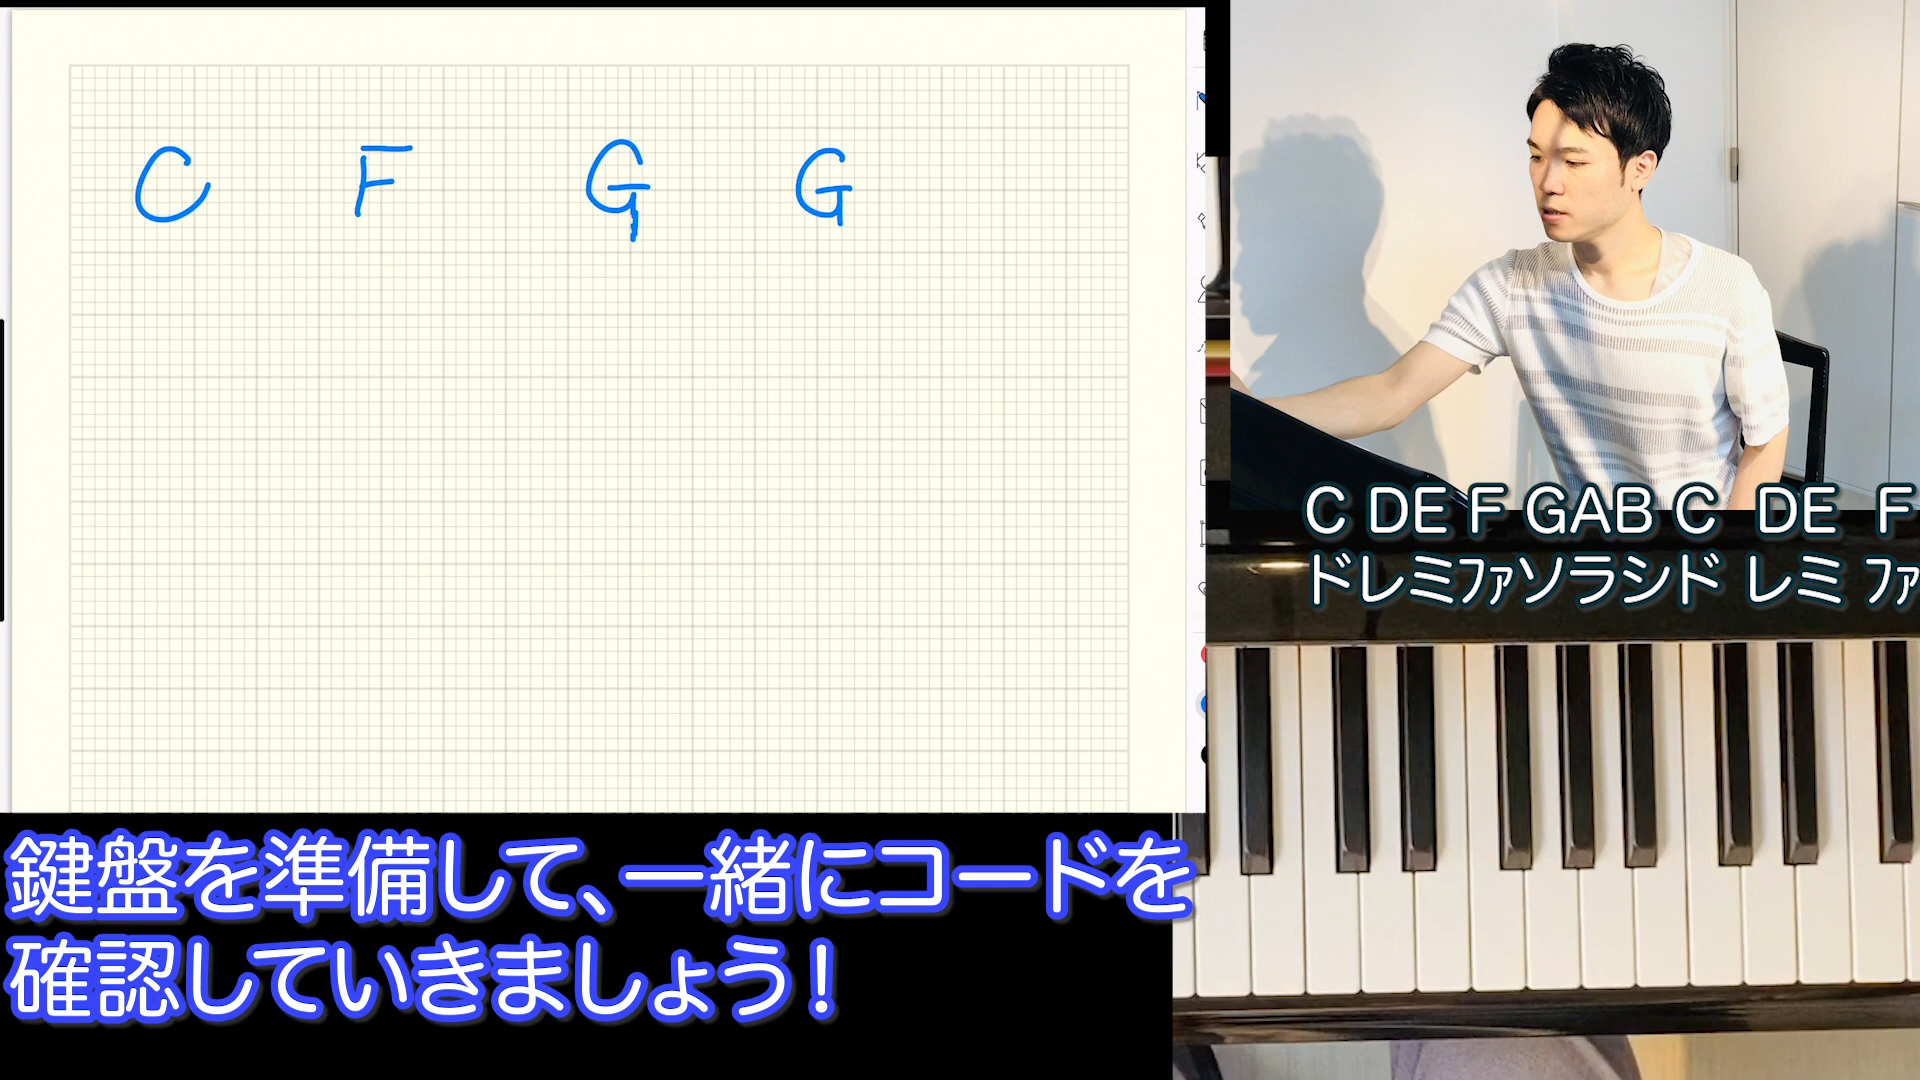 C F G G
C DE F GAB C DE F
ドレミファソラシド レミ ファ
鍵盤を準備して、一緒にコードを
確認していきましょう!